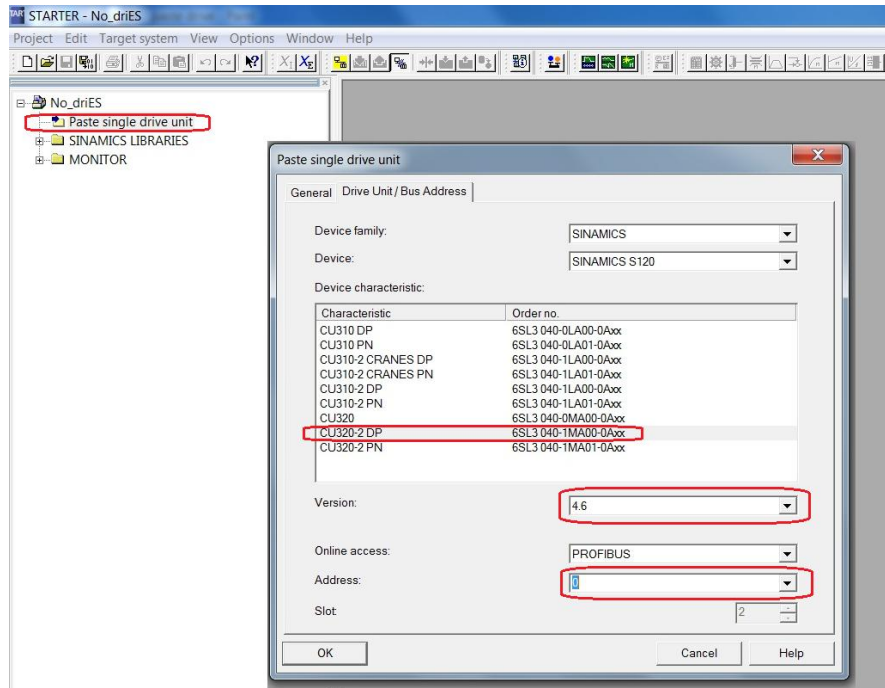 STARTER - No_driES
Project Edit Target system View Options Window Help
No_driES
Paste single drive unit
SINAMICS LIBRARIES
MONITOR
Paste single drive unit
General Drive Unit / Bus Address
Device family: SINAMICS
Device: SINAMICS S120
Device characteristic:
Characteristic Order no.
CU310 DP 6SL3 040-0LA00-0Axx
CU310 PN 6SL3 040-0LA01-0Axx
CU310-2 CRANES DP 6SL3 040-1LA00-0Axx
CU310-2 CRANES PN 6SL3 040-1LA01-0Axx
CU310-2 DP 6SL3 040-1LA00-0Axx
CU310-2 PN 6SL3 040-1LA01-0Axx
CU320 6SL3 040-0MA00-0Axx
CU320-2 DP 6SL3 040-1MA00-0Axx
CU320-2 PN 6SL3 040-1MA01-0Axx
Version: 4.6
Online access: PROFIBUS
Address: 0
Slot: 2
OK Cancel Help